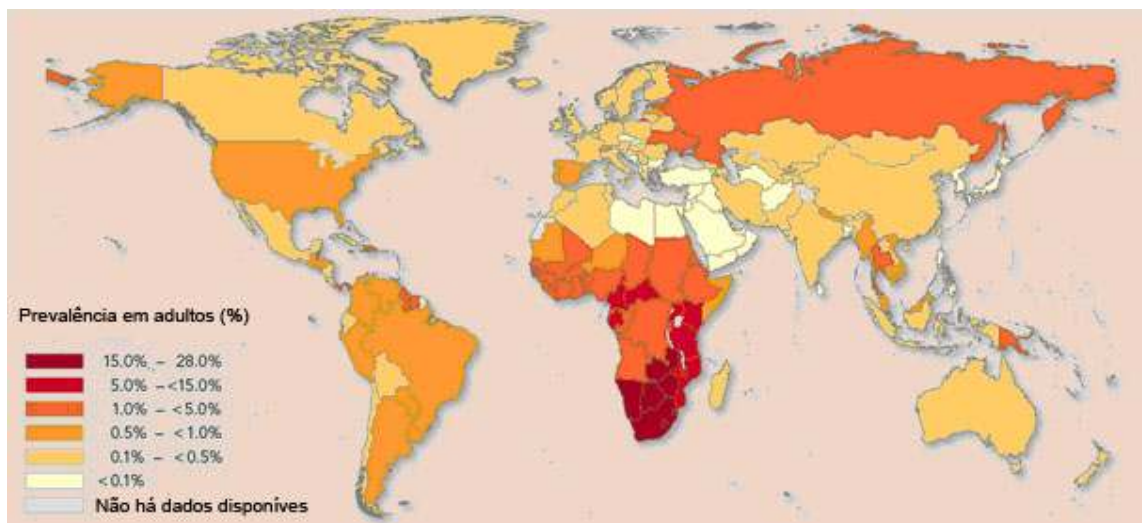 Prevalência em adultos (%)
15.0% – 28.0%
5.0% – <15.0%
1.0% – <5.0%
0.5% – <1.0%
0.1% – <0.5%
<0.1%
Não há dados disponíves